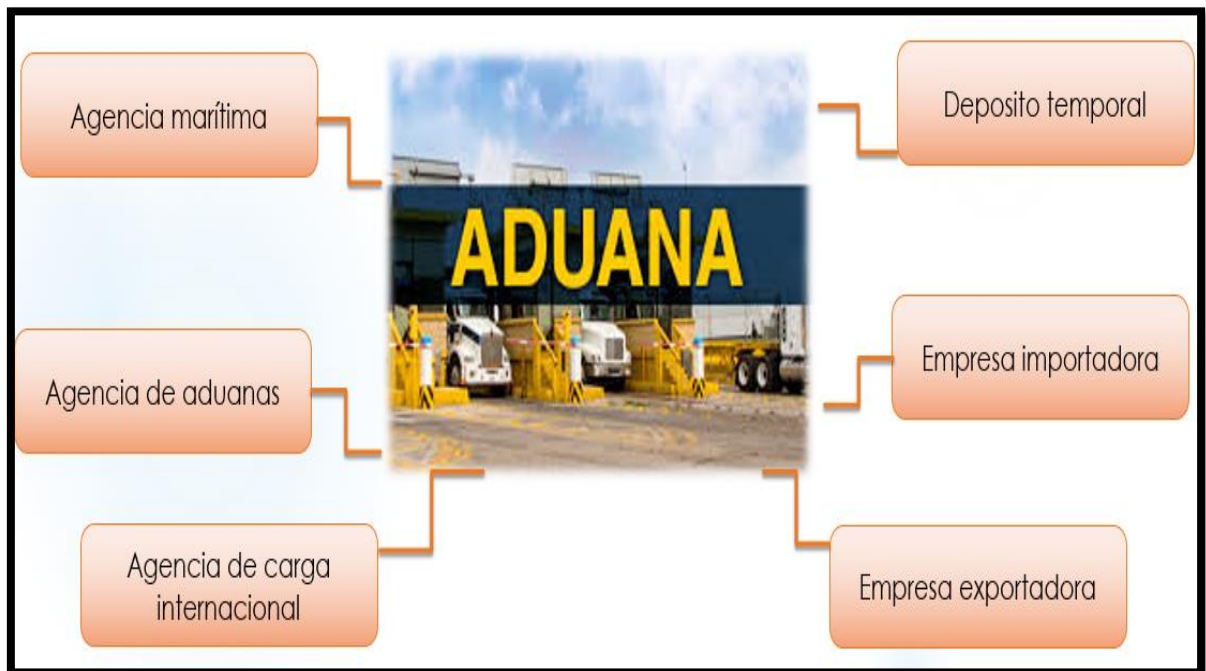 Agencia marítima
Deposito temporal
ADUANA
Agencia de aduanas
Empresa importadora
Agencia de carga
internacional
Empresa exportadora